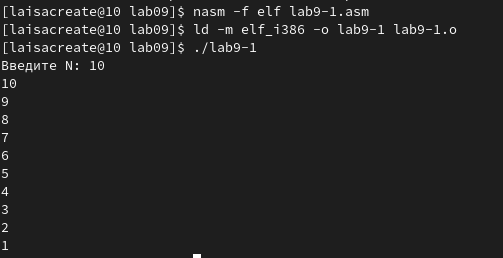 [laisacreate@10 lab09]$ nasm -f elf lab9-1.asm
[laisacreate@10 lab09]$ ld -m elf_i386 -o lab9-1 lab9-1.o
[laisacreate@10 lab09]$ ./lab9-1
Введите N: 10
10
9
8
7
6
5
4
3
2
1